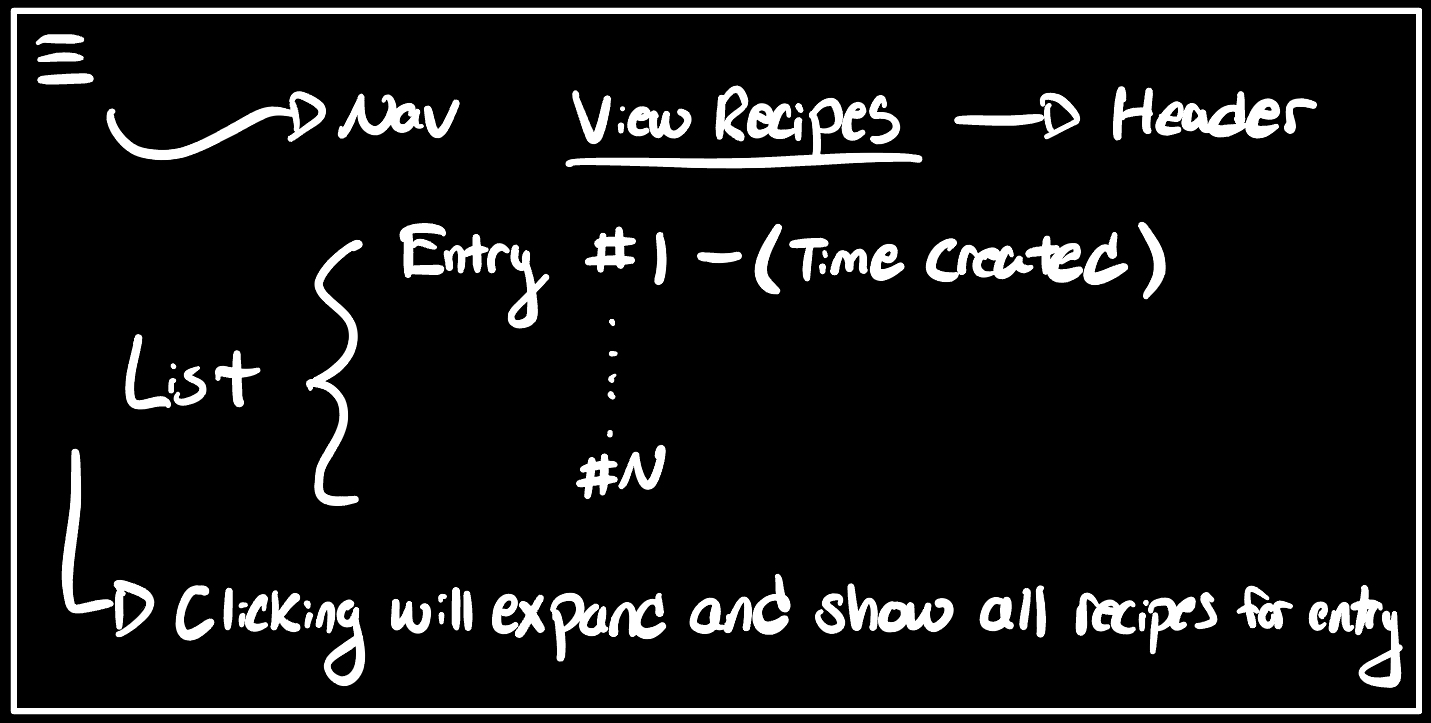 Nav View Recipes Header
Entry #1 - (Time created)
List
#N
Clicking will expand and show all recipes for entry